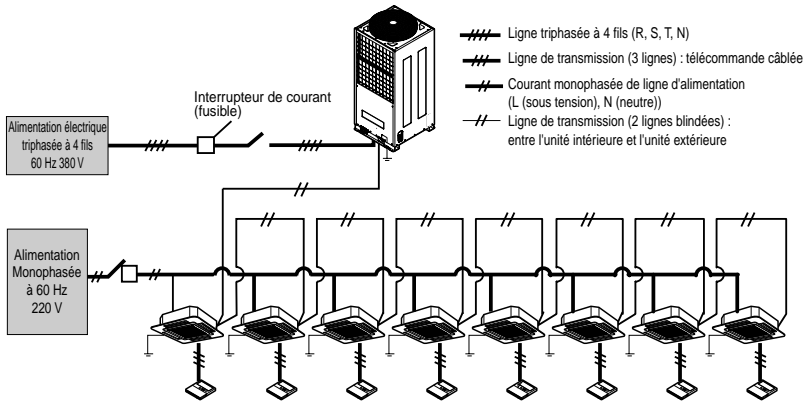 Ligne triphasée à 4 fils (R, S, T, N)
Ligne de transmission (3 lignes) : télécommande câblée
Courant monophasée de ligne d'alimentation
(L (sous tension), N (neutre))
Ligne de transmission (2 lignes blindées) :
entre l'unité intérieure et l'unité extérieure
Interrupteur de courant
(fusible)
Alimentation électrique
triphasée à 4 fils
60 Hz 380 V
Alimentation
Monophasée
à 60 Hz
220 V